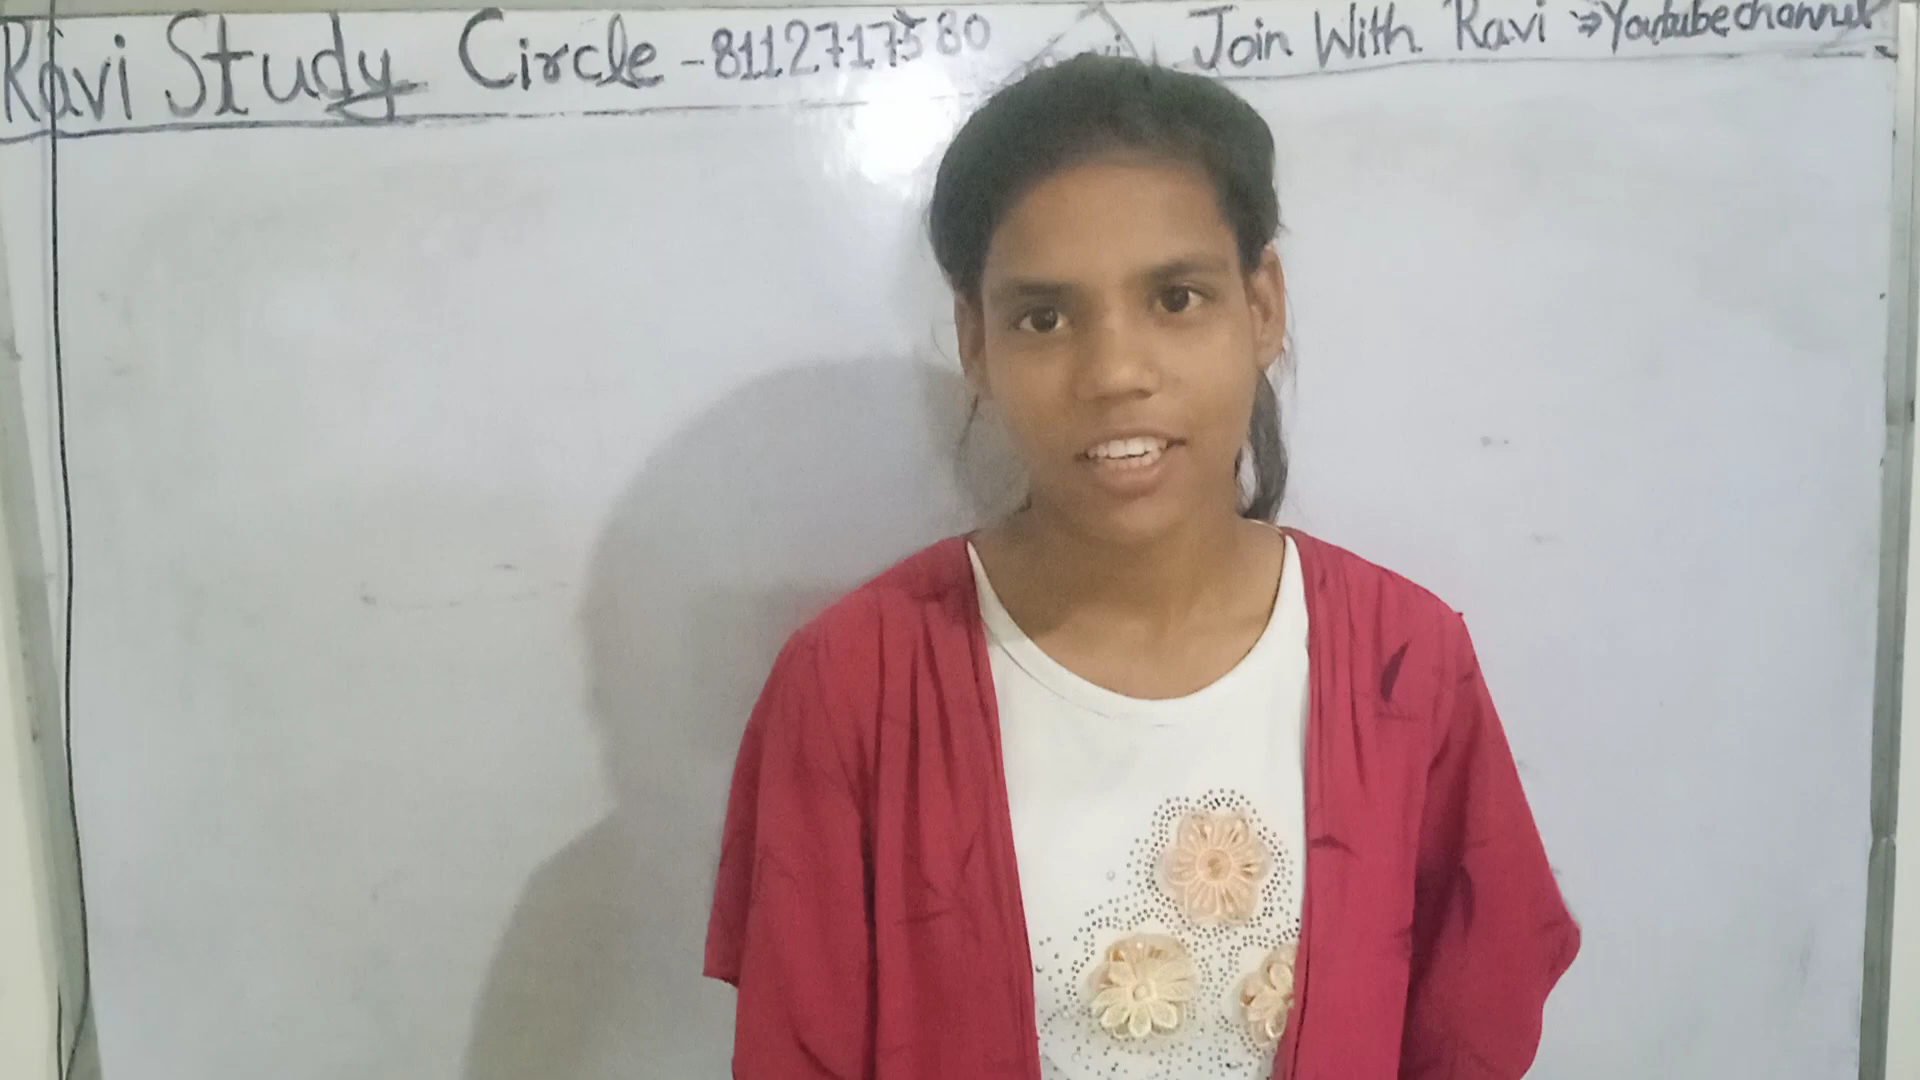 Ravi Study Circle - 8112717580
Join With Ravi ⇒ Youtube channel